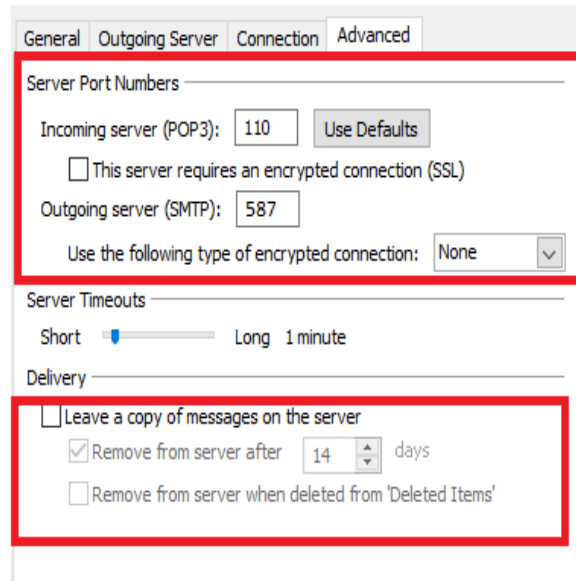 General Outgoing Server Connection Advanced
Server Port Numbers
Incoming server (POP3): 110 Use Defaults
This server requires an encrypted connection (SSL)
Outgoing server (SMTP): 587
Use the following type of encrypted connection: None
Server Timeouts
Short Long 1 minute
Delivery
Leave a copy of messages on the server
Remove from server after 14 days
Remove from server when deleted from 'Deleted Items'